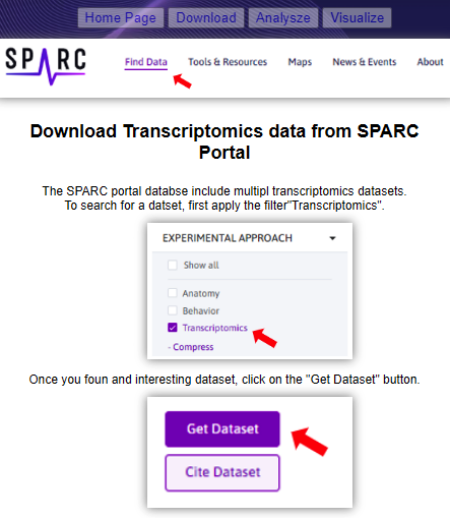 Home Page Download Analysze Visualize
SPARC Find Data Tools & Resources Maps News & Events About
Download Transcriptomics data from SPARC
Portal
The SPARC portal databse include multipl transcriptomics datasets.
To search for a datset, first apply the filter"Transcriptomics".
EXPERIMENTAL APPROACH
Show all
Anatomy
Behavior
Transcriptomics
- Compress
Once you foun and interesting dataset, click on the "Get Dataset" button.
Get Dataset
Cite Dataset